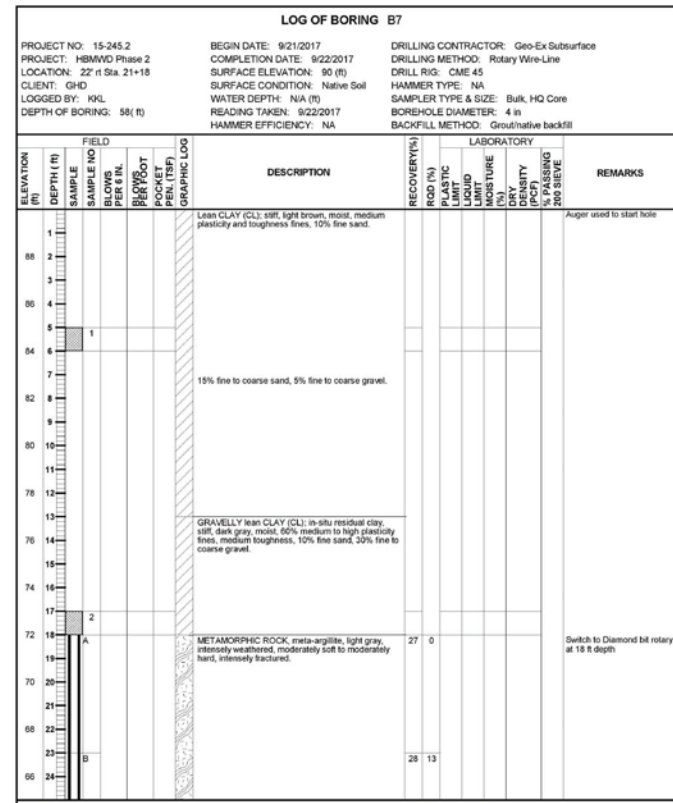 LOG OF BORING B7
PROJECT NO: 15-245.2
PROJECT: HBMWD Phase 2
LOCATION: 22' rt Sta. 21+18
CLIENT: GHD
LOGGED BY: KKL
DEPTH OF BORING: 58( ft)
BEGIN DATE: 9/21/2017
COMPLETION DATE: 9/22/2017
SURFACE ELEVATION: 90 (ft)
SURFACE CONDITION: Native Soil
WATER DEPTH: N/A (ft)
READING TAKEN: 9/22/2017
HAMMER EFFICIENCY: NA
DRILLING CONTRACTOR: Geo-Ex Subsurface
DRILLING METHOD: Rotary Wire-Line
DRILL RIG: CME 45
HAMMER TYPE: NA
SAMPLER TYPE & SIZE: Bulk, HQ Core
BOREHOLE DIAMETER: 4 in
BACKFILL METHOD: Grout/native backfill
FIELD
LABORATORY
ELEVATION (ft)
DEPTH ( ft)
SAMPLE
SAMPLE NO
BLOWS PER 6 IN.
BLOWS PER FOOT
POCKET PEN. (TSF)
GRAPHIC LOG
DESCRIPTION
RECOVERY(%)
RQD (%)
PLASTIC LIMIT
LIQUID LIMIT
MOISTURE (%)
DRY DENSITY (PCF)
% PASSING 200 SIEVE
REMARKS
Lean CLAY (CL); stiff, light brown, moist, medium
plasticity and toughness fines, 10% fine sand.
Auger used to start hole
1
88 2
3
86 4
5
1
84 6
7
15% fine to coarse sand, 5% fine to coarse gravel.
82 8
9
80 10
11
78 12
13
GRAVELLY lean CLAY (CL); in-situ residual clay,
stiff, dark gray, moist, 60% medium to high plasticity
fines, medium toughness, 10% fine sand, 30% fine to
coarse gravel.
76 14
15
74 16
17
2
72 18 A
METAMORPHIC ROCK, meta-argillite, light gray,
intensely weathered, moderately soft to moderately
hard, intensely fractured.
27 0
Switch to Diamond bit rotary
at 18 ft depth
19
70 20
21
68 22
23 B 28 13
66 24